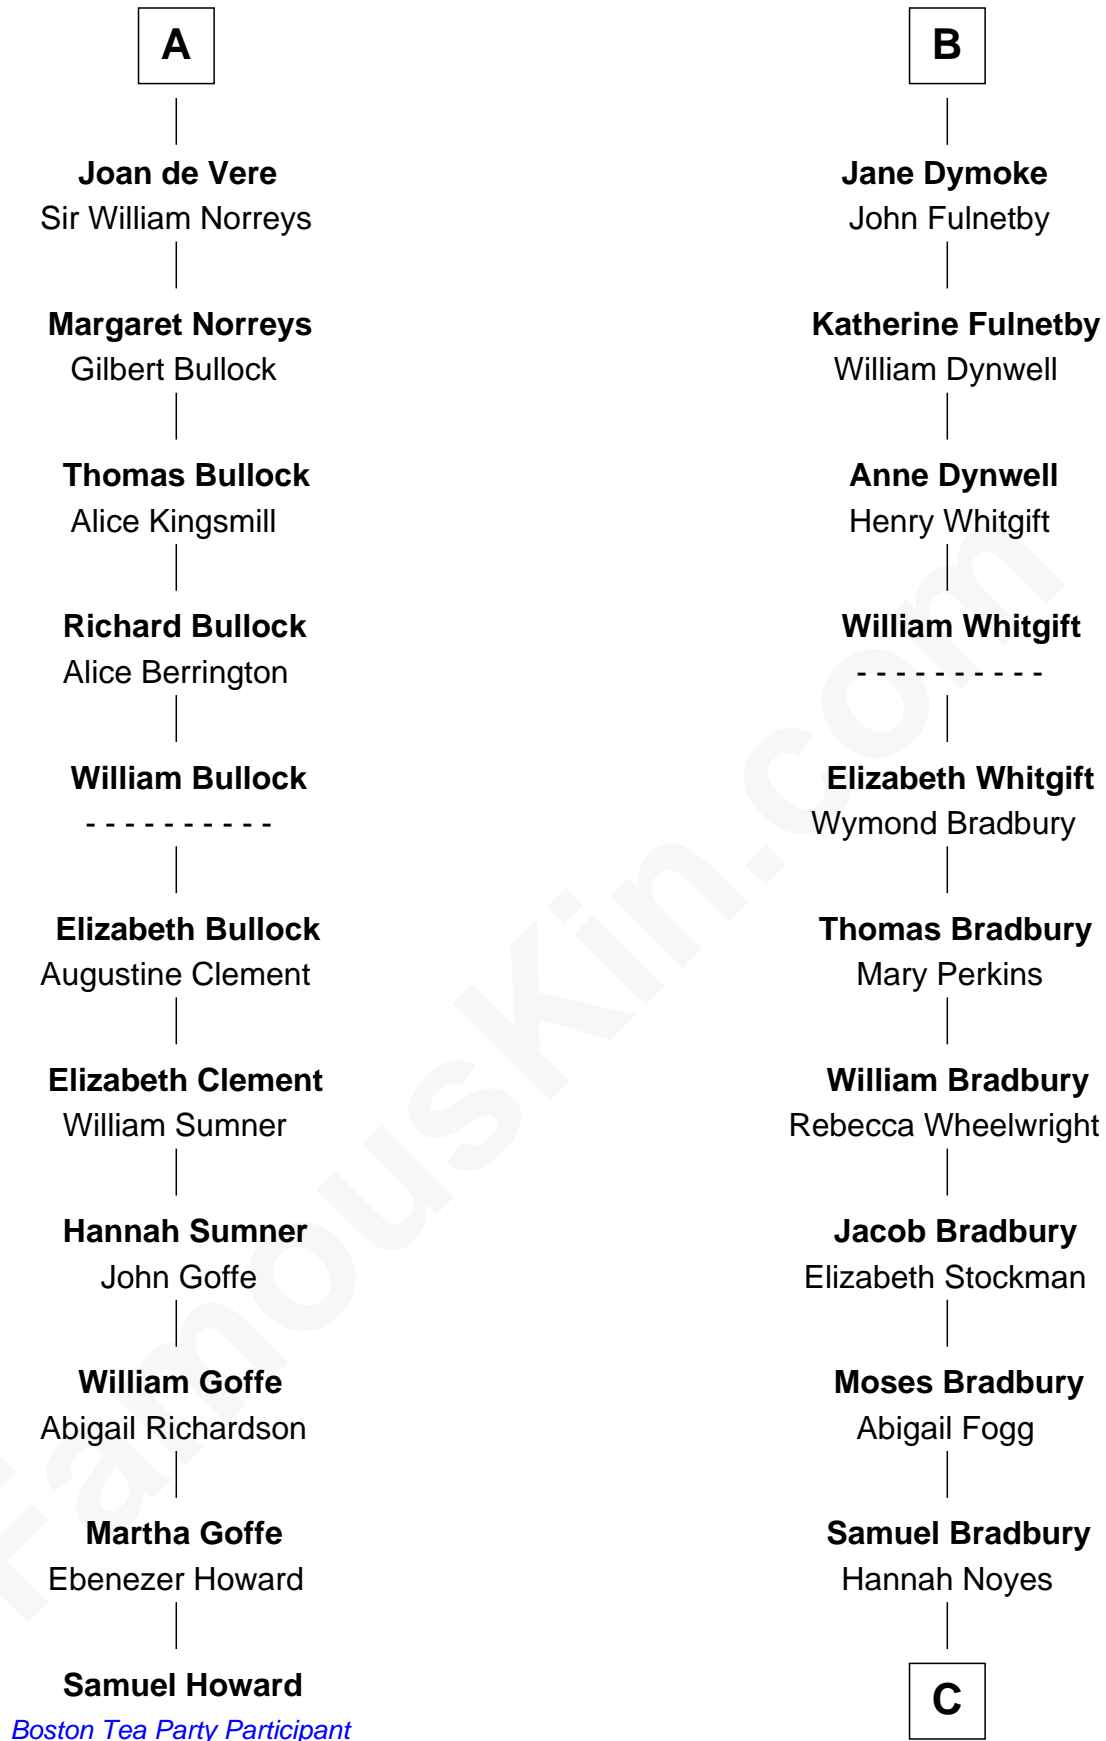 A
Joan de Vere
Sir William Norreys
Margaret Norreys
Gilbert Bullock
Thomas Bullock
Alice Kingsmill
Richard Bullock
Alice Berrington
William Bullock
- - - - - - - - - -
Elizabeth Bullock
Augustine Clement
Elizabeth Clement
William Sumner
Hannah Sumner
John Goffe
William Goffe
Abigail Richardson
Martha Goffe
Ebenezer Howard
Samuel Howard
Boston Tea Party Participant
B
Jane Dymoke
John Fulnetby
Katherine Fulnetby
William Dynwell
Anne Dynwell
Henry Whitgift
William Whitgift
- - - - - - - - - -
Elizabeth Whitgift
Wymond Bradbury
Thomas Bradbury
Mary Perkins
William Bradbury
Rebecca Wheelwright
Jacob Bradbury
Elizabeth Stockman
Moses Bradbury
Abigail Fogg
Samuel Bradbury
Hannah Noyes
C
FamousKin.com